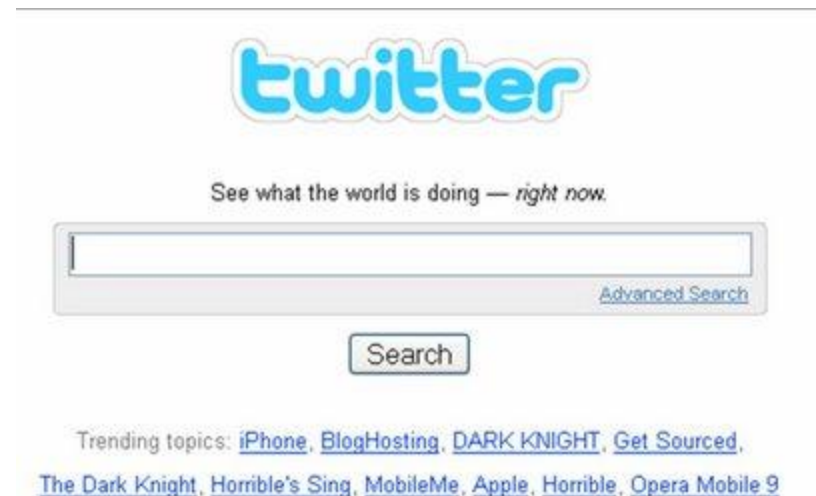 twitter
See what the world is doing — right now.
Advanced Search
Search
Trending topics: iPhone, BlogHosting, DARK KNIGHT, Get Sourced,
The Dark Knight, Horrible's Sing, MobileMe, Apple, Horrible, Opera Mobile 9